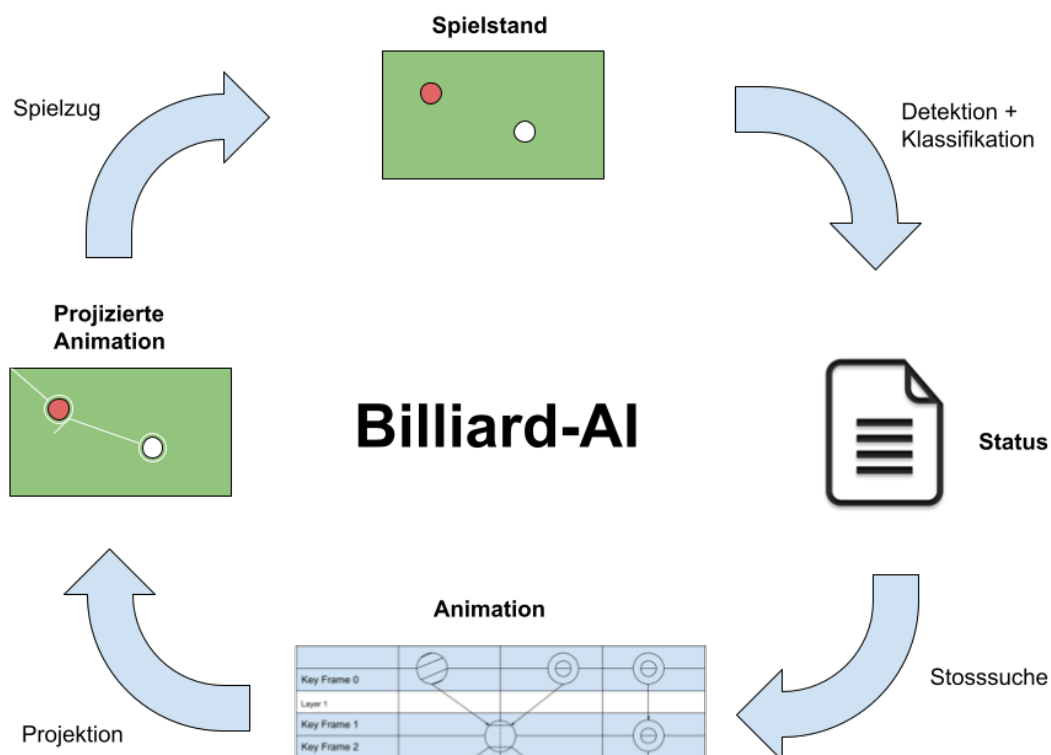 Spielstand
Spielzug
Detektion +
Klassifikation
Projizierte
Animation
Billiard-AI
Status
Animation
Key Frame 0
Layer 1
Key Frame 1
Key Frame 2
Stosssuche
Projektion